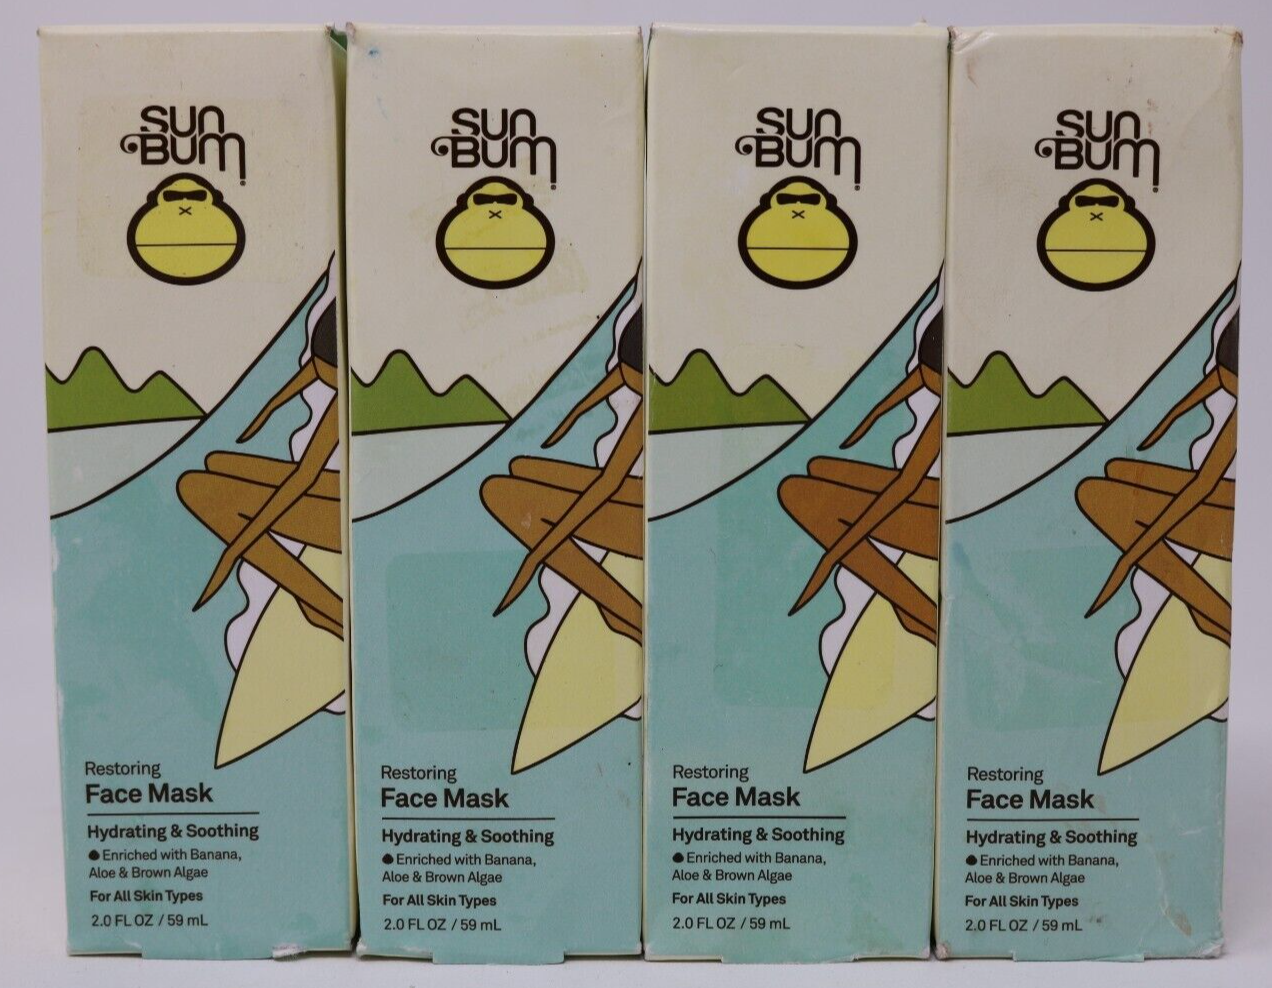 SUN
BUM
Restoring
Face Mask
Hydrating & Soothing
Enriched with Banana,
Aloe & Brown Algae
For All Skin Types
2.0 FL OZ / 59 mL
SUN
BUM
Restoring
Face Mask
Hydrating & Soothing
Enriched with Banana,
Aloe & Brown Algae
For All Skin Types
2.0 FL OZ / 59 mL
SUN
BUM
Restoring
Face Mask
Hydrating & Soothing
Enriched with Banana,
Aloe & Brown Algae
For All Skin Types
2.0 FL OZ / 59 mL
SUN
BUM
Restoring
Face Mask
Hydrating & Soothing
Enriched with Banana,
Aloe & Brown Algae
For All Skin Types
2.0 FL OZ / 59 mL